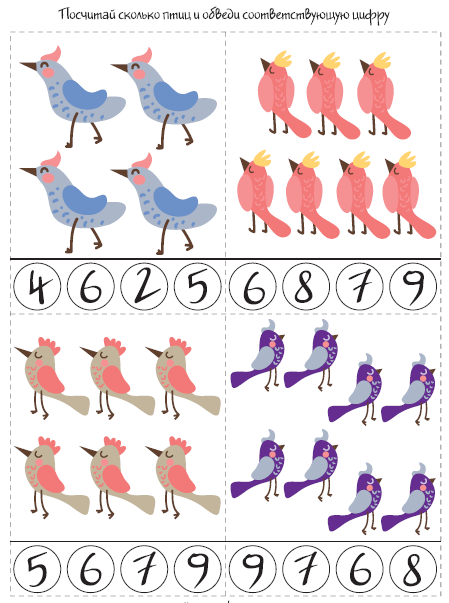 Посчитай сколько птиц и обведи соответствующую цифру
4 6 2 5
6 8 7 9
5 6 7 9
9 7 6 8